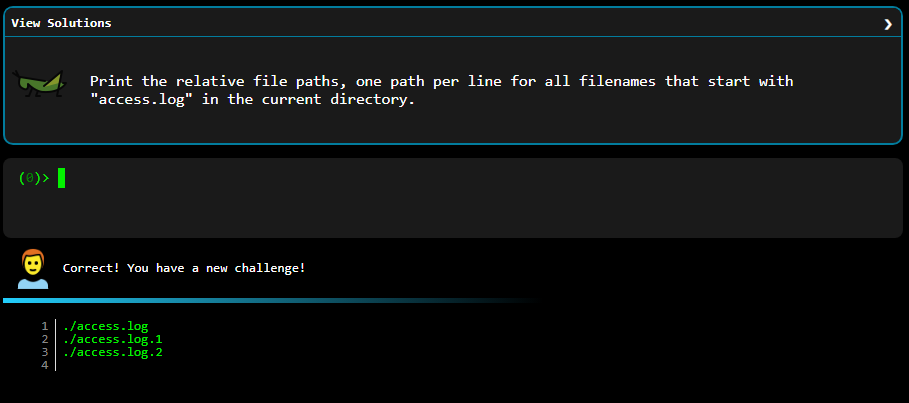 View Solutions ❯
Print the relative file paths, one path per line for all filenames that start with
"access.log" in the current directory.
(0)>
Correct! You have a new challenge!
1 ./access.log
2 ./access.log.1
3 ./access.log.2
4